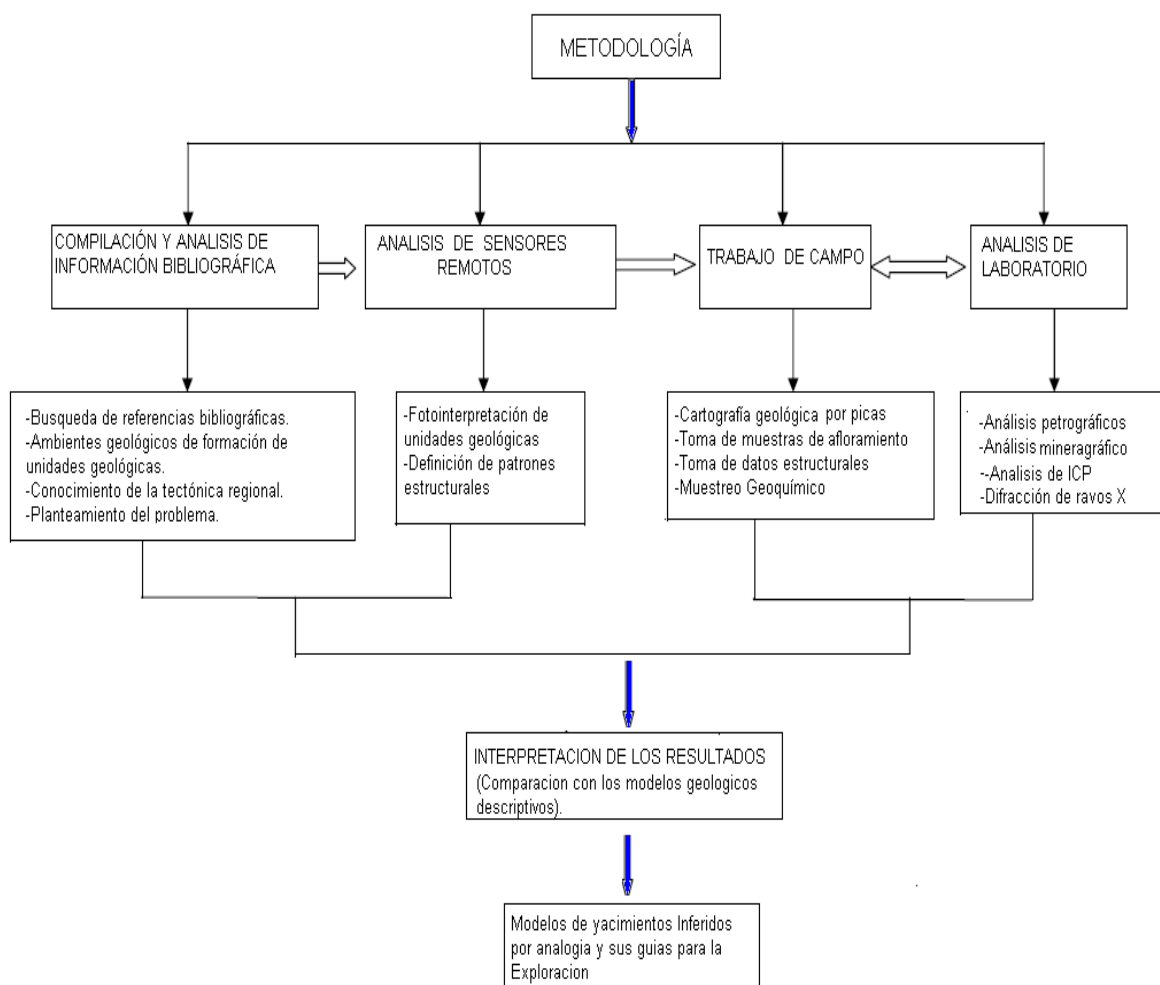 METODOLOGÍA
COMPILACIÓN Y ANALISIS DE
INFORMACIÓN BIBLIOGRÁFICA
ANALISIS DE SENSORES
REMOTOS
TRABAJO DE CAMPO
ANALISIS DE
LABORATORIO
-Busqueda de referencias bibliográficas.
-Ambientes geológicos de formación de
unidades geológicas.
-Conocimiento de la tectónica regional.
-Planteamiento del problema.
-Fotointerpretación de
unidades geológicas
-Definición de patrones
estructurales
-Cartografía geológica por picas
-Toma de muestras de afloramiento
-Toma de datos estructurales
-Muestreo Geoquímico
-Análisis petrográficos
-Análisis mineragráfico
--Analisis de ICP
-Difracción de rayos X
INTERPRETACION DE LOS RESULTADOS
(Comparacion con los modelos geologicos
descriptivos).
Modelos de yacimientos Inferidos
por analogia y sus guias para la
Exploracion